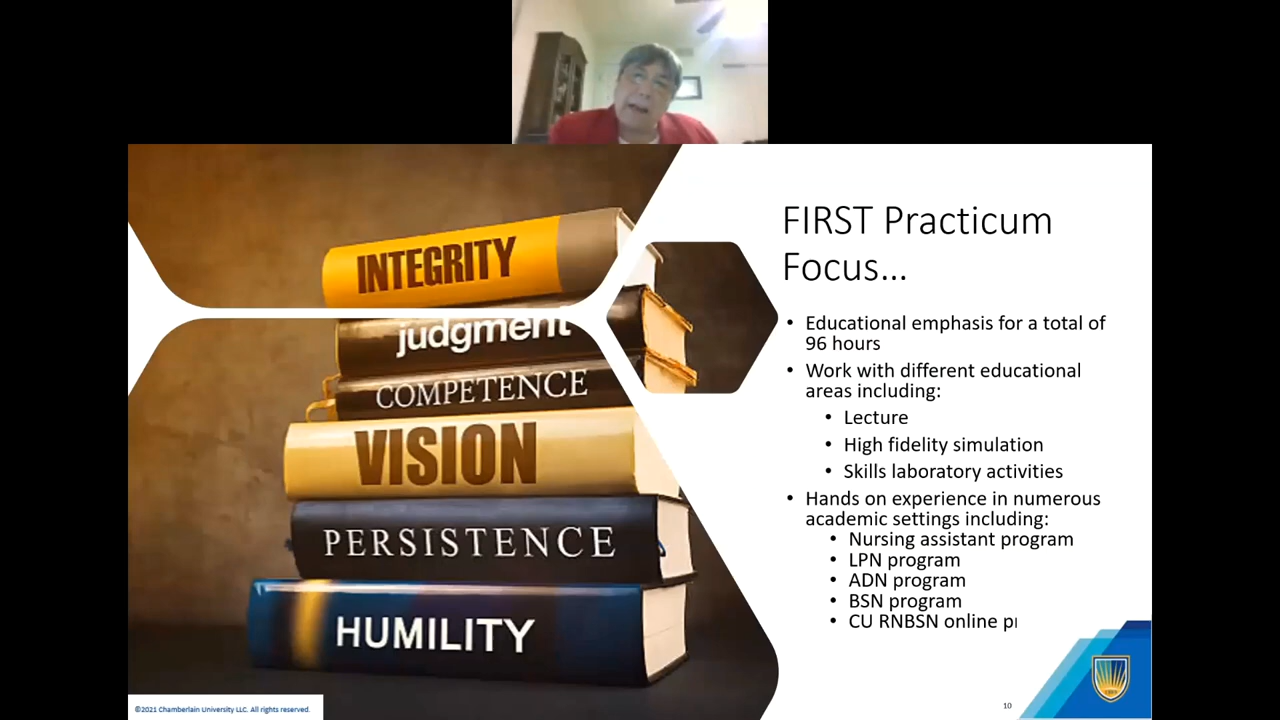 INTEGRITY
judgment
COMPETENCE
VISION
PERSISTENCE
HUMILITY
FIRST Practicum
Focus...
• Educational emphasis for a total of
96 hours
• Work with different educational
areas including:
• Lecture
• High fidelity simulation
• Skills laboratory activities
• Hands on experience in numerous
academic settings including:
• Nursing assistant program
• LPN program
• ADN program
• BSN program
• CU RNBSN online
©2021 Chamberlain University LLC. All rights reserved.
10